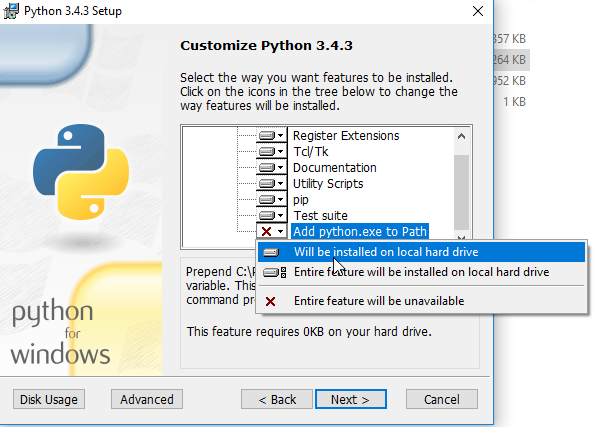 Python 3.4.3 Setup
357 KB
264 KB
952 KB
1 KB
Customize Python 3.4.3
Select the way you want features to be installed.
Click on the icons in the tree below to change the
way features will be installed.
Register Extensions
Tcl/Tk
Documentation
Utility Scripts
pip
Test suite
Add python.exe to Path
Will be installed on local hard drive
Entire feature will be installed on local hard drive
Entire feature will be unavailable
Prepend C:\
variable. This
command
This feature requires 0KB on your hard drive.
python
for
windows
Disk Usage
Advanced
< Back
Next >
Cancel